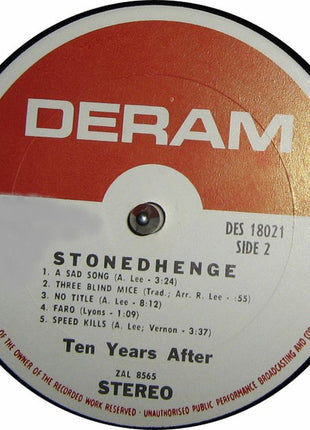 DERAM
DES 18021
SIDE 2
STONEDHENGE
1. A SAD SONG (A. Lee - 3:24)
2. THREE BLIND MICE (Trad.; Arr. R. Lee - :55)
3. NO TITLE (A. Lee - 8:12)
4. FARO (Lyons - 1:09)
5. SPEED KILLS (A. Lee; Vernon - 3:37)
Ten Years After
ZAL 8565
STEREO
OF THE OWNER OF THE RECORDED WORK RESERVED - UNAUTHORISED PUBLIC PERFORMANCE BROADCASTING AND